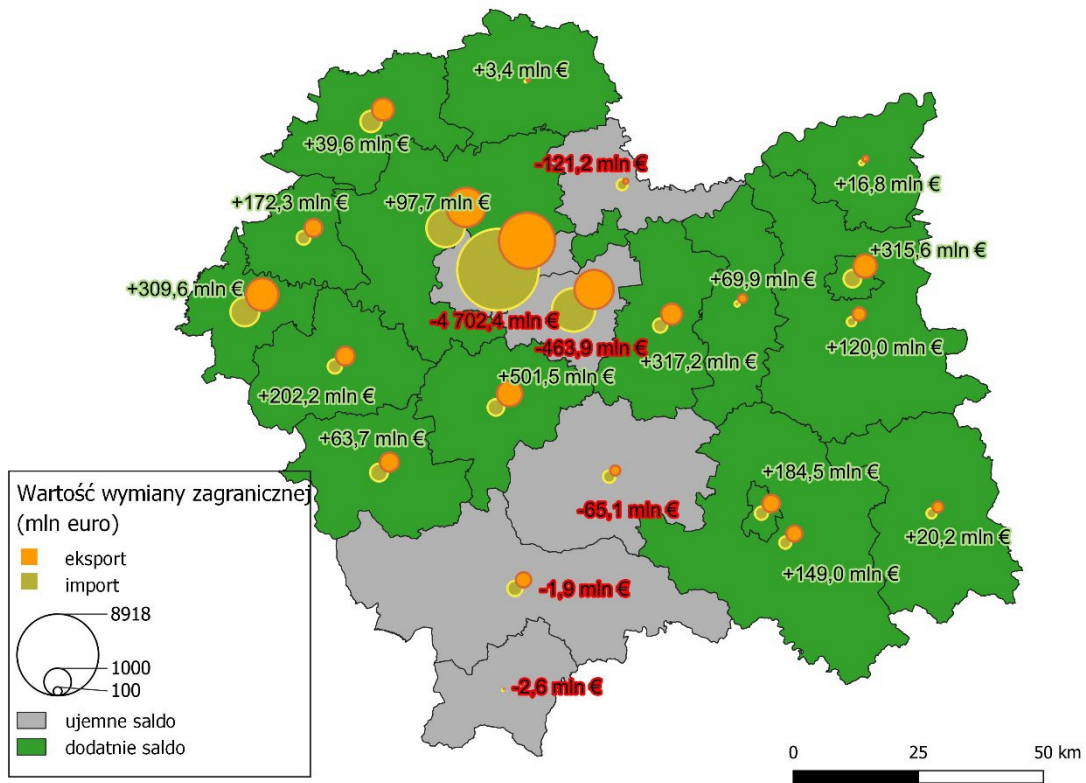 +3,4 mln €
+39,6 mln €
-121,2 mln €
+16,8 mln €
+172,3 mln €
+97,7 mln €
+315,6 mln €
+309,6 mln €
+69,9 mln €
-4 702,4 mln €
-463,9 mln €
+317,2 mln €
+120,0 mln €
+501,5 mln €
+202,2 mln €
+63,7 mln €
+184,5 mln €
-65,1 mln €
+20,2 mln €
+149,0 mln €
-1,9 mln €
-2,6 mln €
Wartość wymiany zagranicznej
(mln euro)
eksport
import
8918
1000
100
ujemne saldo
dodatnie saldo
0 25 50 km